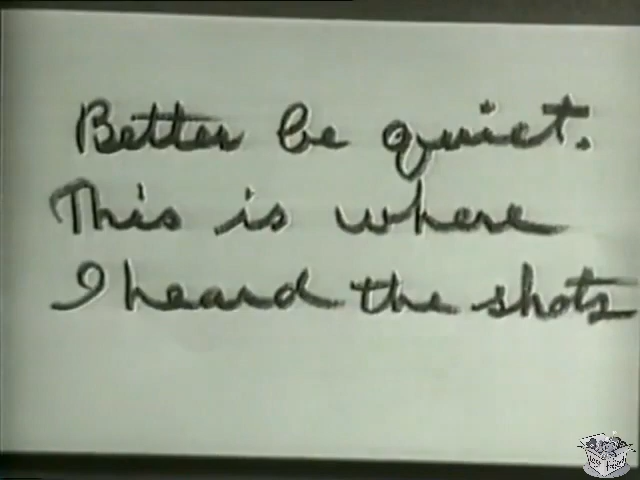 Better be quiet.
This is where
I heard the shots